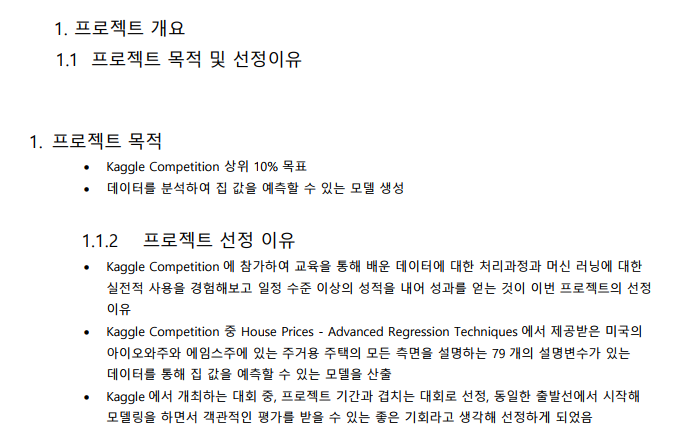 1. 프로젝트 개요
1.1 프로젝트 목적 및 선정이유
1. 프로젝트 목적
• Kaggle Competition 상위 10% 목표
• 데이터를 분석하여 집 값을 예측할 수 있는 모델 생성
1.1.2 프로젝트 선정 이유
• Kaggle Competition 에 참가하여 교육을 통해 배운 데이터에 대한 처리과정과 머신 러닝에 대한
실전적 사용을 경험해보고 일정 수준 이상의 성적을 내어 성과를 얻는 것이 이번 프로젝트의 선정
이유
• Kaggle Competition 중 House Prices - Advanced Regression Techniques 에서 제공받은 미국의
아이오와주와 에임스주에 있는 주거용 주택의 모든 측면을 설명하는 79 개의 설명변수가 있는
데이터를 통해 집 값을 예측할 수 있는 모델을 산출
• Kaggle 에서 개최하는 대회 중, 프로젝트 기간과 겹치는 대회로 선정, 동일한 출발선에서 시작해
모델링을 하면서 객관적인 평가를 받을 수 있는 좋은 기회라고 생각해 선정하게 되었음